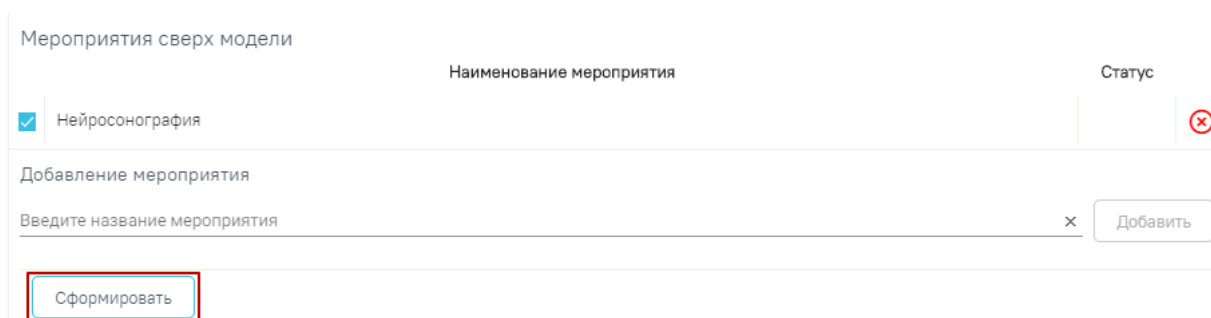 Мероприятия сверх модели
Наименование мероприятия Статус
Нейросонография
Добавление мероприятия
Введите название мероприятия Добавить
Сформировать